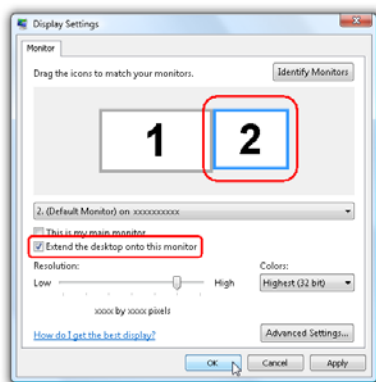 Display Settings
Monitor
Drag the icons to match your monitors.
Identify Monitors
1
2
2. (Default Monitor) on xxxxxxxxxx
This is my main monitor
Extend the desktop onto this monitor
Resolution:
Colors:
Low
High
Highest (32 bit)
xxxx by xxxx pixels
How do I get the best display?
Advanced Settings...
OK
Cancel
Apply